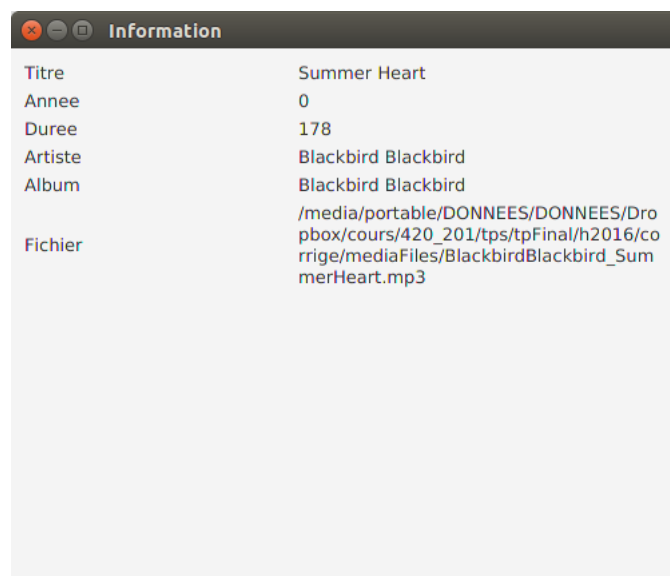 Information
Titre Summer Heart
Annee 0
Duree 178
Artiste Blackbird Blackbird
Album Blackbird Blackbird
Fichier /media/portable/DONNEES/DONNEES/Dro
pbox/cours/420_201/tps/tpFinal/h2016/co
rrige/mediaFiles/BlackbirdBlackbird_Sum
merHeart.mp3